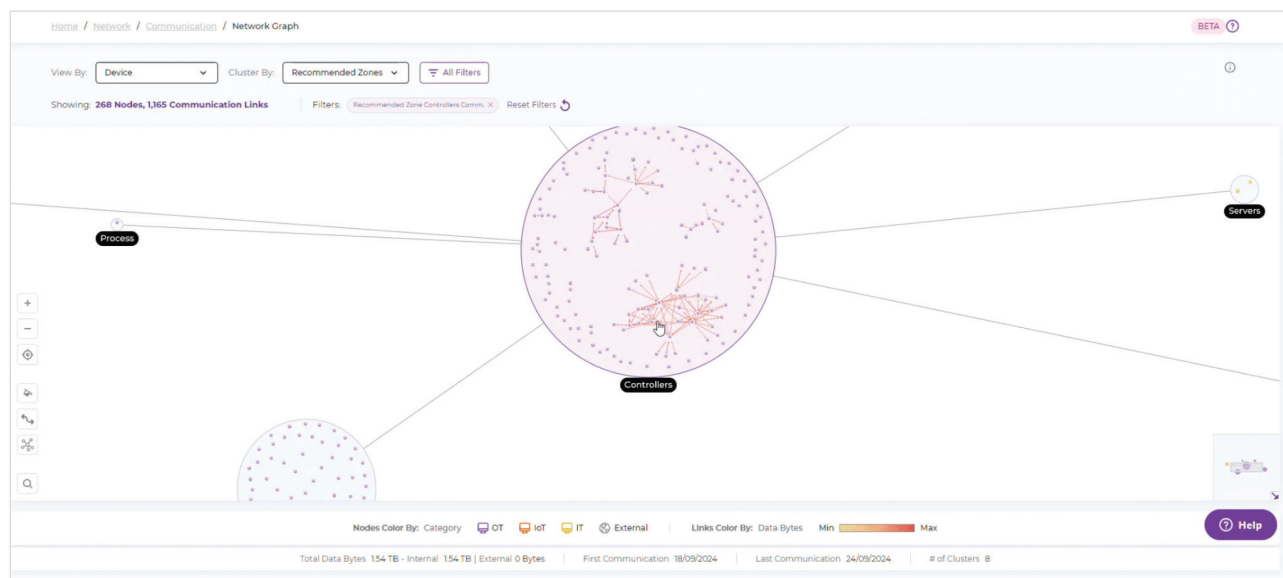 Home / Network / Communication / Network Graph
BETA ?
View By: Device Cluster By: Recommended Zones All Filters
Showing: 268 Nodes, 1,165 Communication Links Filters: Recommended Zone Controllers Comm. × Reset Filters
Servers
Process
Controllers
Nodes Color By: Category OT IoT IT External Links Color By: Data Bytes Min Max
? Help
Total Data Bytes 1.54 TB - Internal 1.54 TB | External 0 Bytes First Communication 18/09/2024 Last Communication 24/09/2024 # of Clusters 8